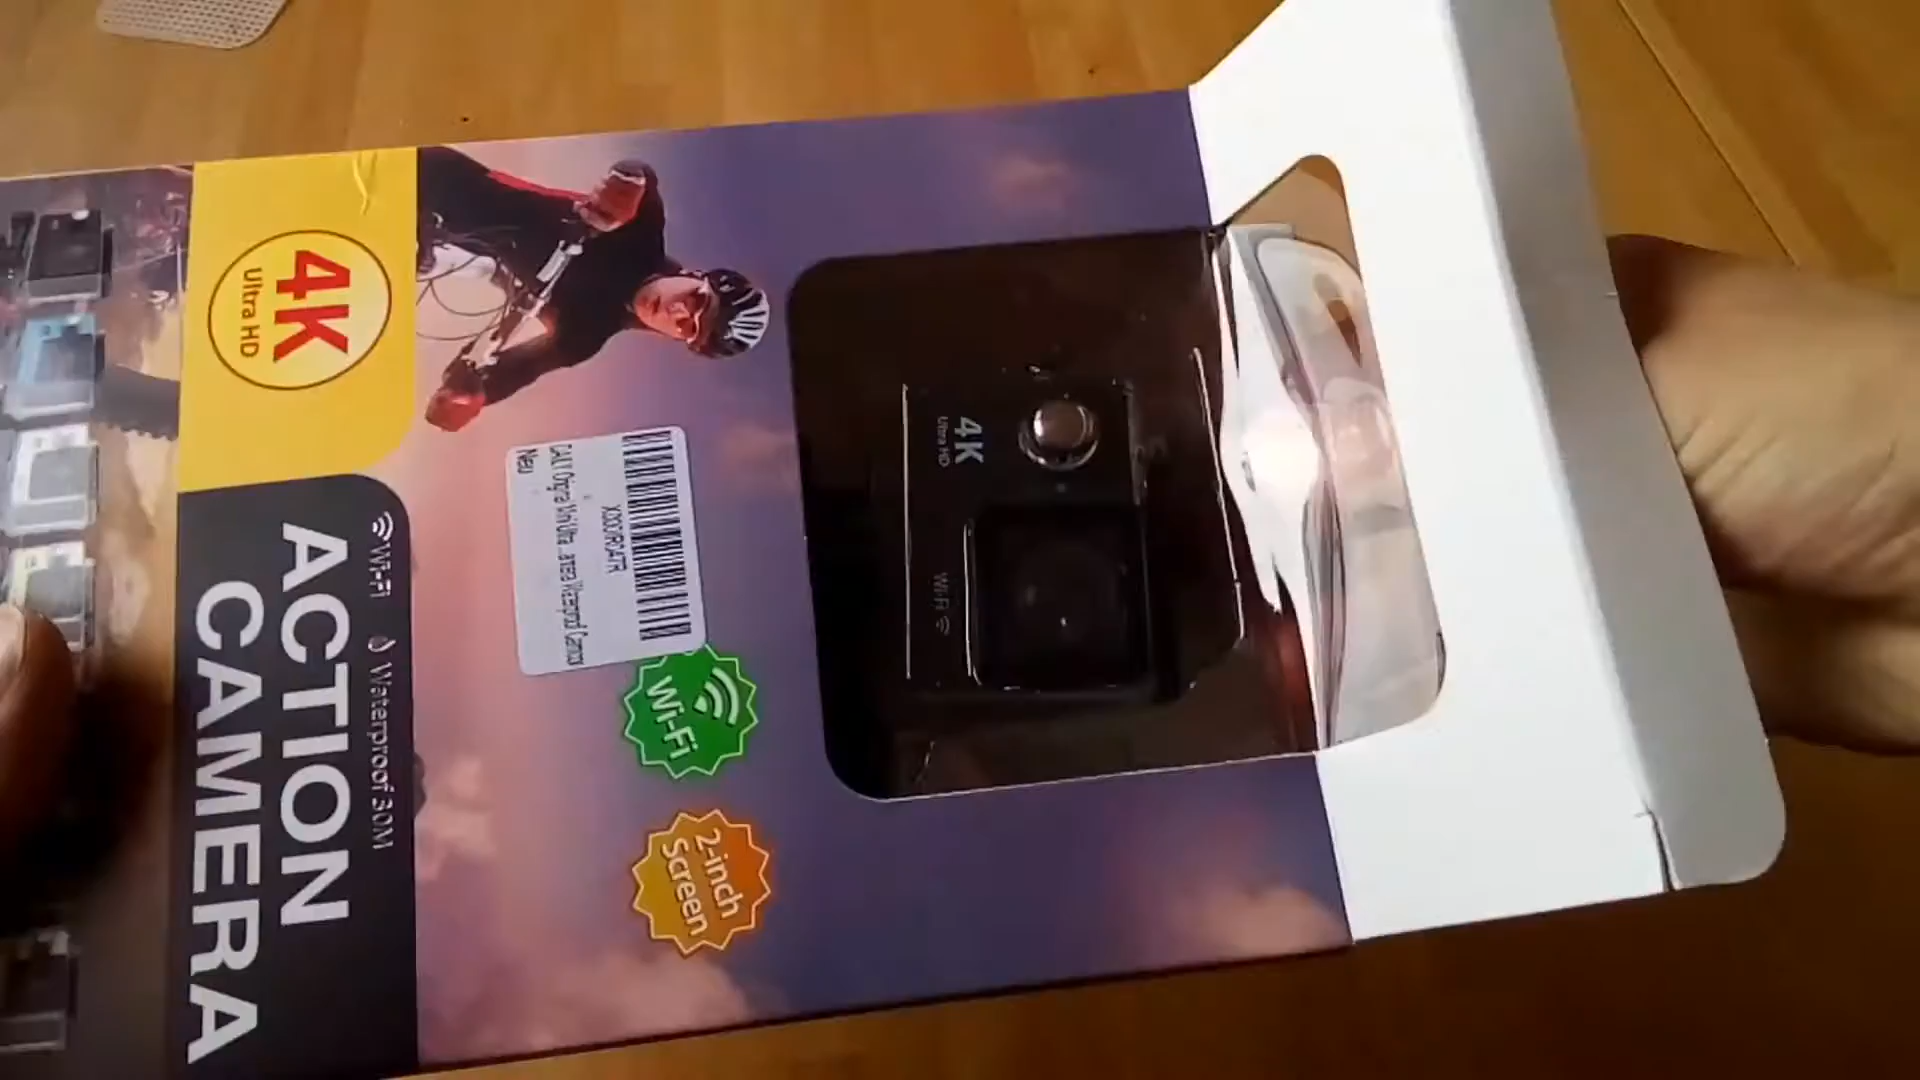 4K
Ultra HD
Wi-Fi
Waterproof 30M
ACTION
CAMERA
Neu
Wi-Fi
2-inch
Screen
4K
Ultra HD
Wi-Fi